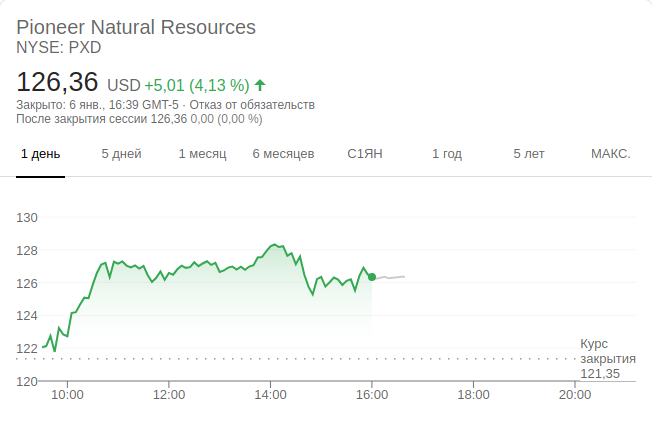 Pioneer Natural Resources
NYSE: PXD
126,36 USD +5,01 (4,13 %)
Закрыто: 6 янв., 16:39 GMT-5 · Отказ от обязательств
После закрытия сессии 126,36 0,00 (0,00 %)
1 день 5 дней 1 месяц 6 месяцев С1ЯН 1 год 5 лет МАКС.
130
128
126
124
122
120
Курс
закрытия
121,35
10:00 12:00 14:00 16:00 18:00 20:00